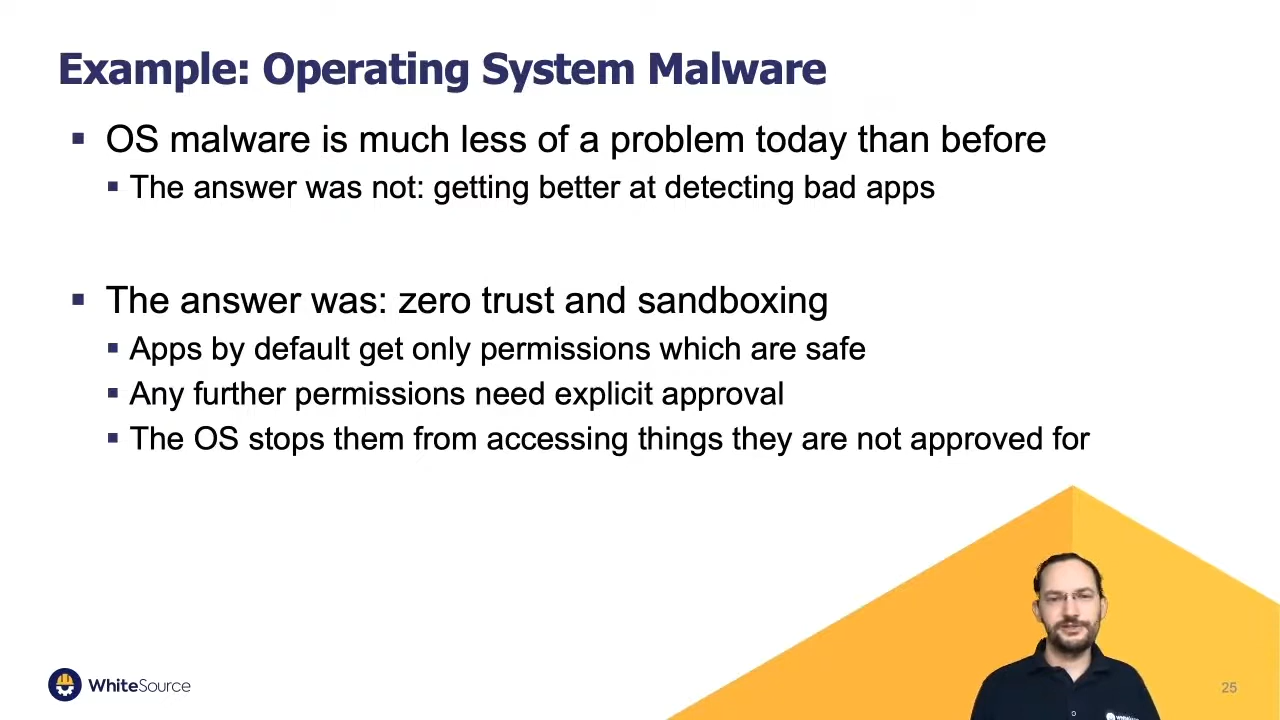 Example: Operating System Malware
▪ OS malware is much less of a problem today than before
▪ The answer was not: getting better at detecting bad apps
▪ The answer was: zero trust and sandboxing
▪ Apps by default get only permissions which are safe
▪ Any further permissions need explicit approval
▪ The OS stops them from accessing things they are not approved for
WhiteSource
25